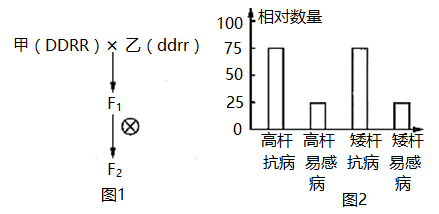 甲（DDRR）× 乙（ddrr）
F1
⊗
F2
图1
相对数量
100
75
50
25
0
高杆抗病
高杆易感病
矮杆抗病
矮杆易感病
图2